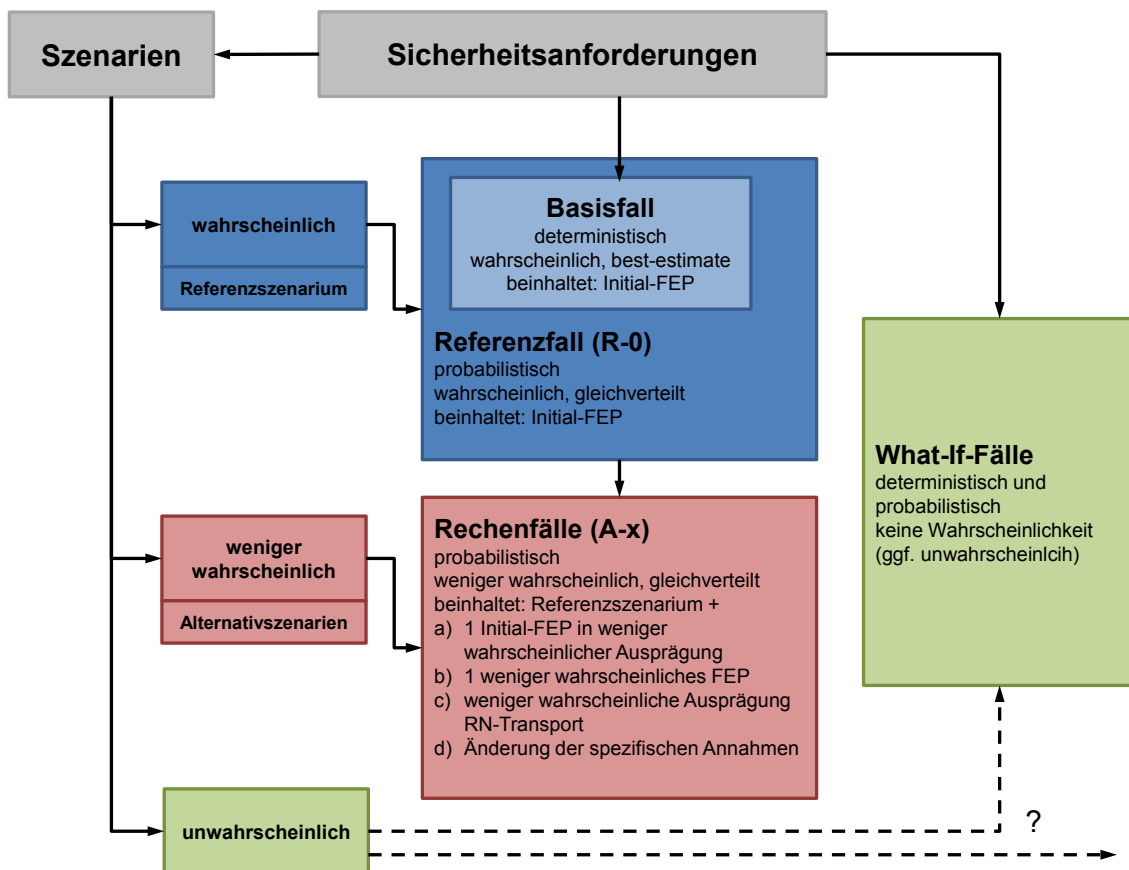 Szenarien
Sicherheitsanforderungen
wahrscheinlich
Referenzszenarium
Basisfall
deterministisch
wahrscheinlich, best-estimate
beinhaltet: Initial-FEP
Referenzfall (R-0)
probabilistisch
wahrscheinlich, gleichverteilt
beinhaltet: Initial-FEP
What-If-Fälle
deterministisch und
probabilistisch
keine Wahrscheinlichkeit
(ggf. unwahrscheinlcih)
weniger
wahrscheinlich
Alternativszenarien
Rechenfälle (A-x)
probabilistisch
weniger wahrscheinlich, gleichverteilt
beinhaltet: Referenzszenarium +
a) 1 Initial-FEP in weniger
wahrscheinlicher Ausprägung
b) 1 weniger wahrscheinliches FEP
c) weniger wahrscheinliche Ausprägung
RN-Transport
d) Änderung der spezifischen Annahmen
unwahrscheinlich
?